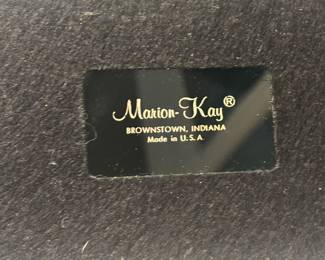 Marion-Kay®
BROWNSTOWN, INDIANA
Made in U.S.A.